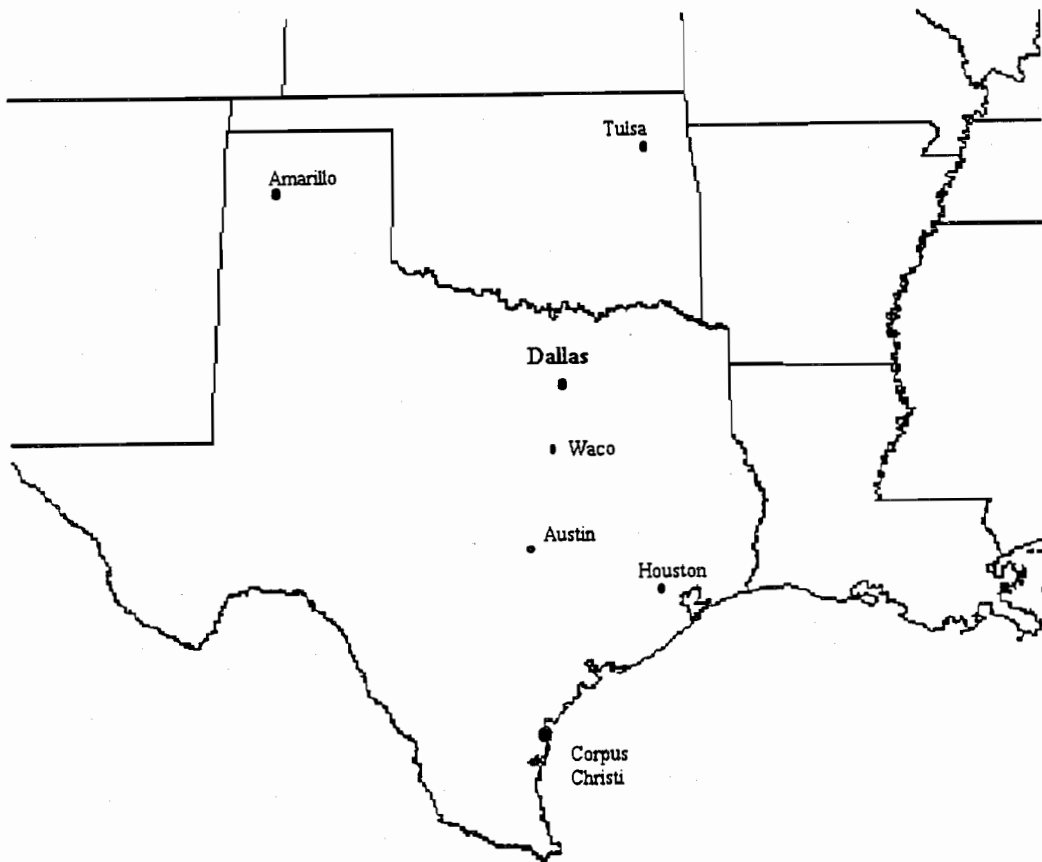 Tulsa
Amarillo
Dallas
Waco
Austin
Houston
Corpus
Christi